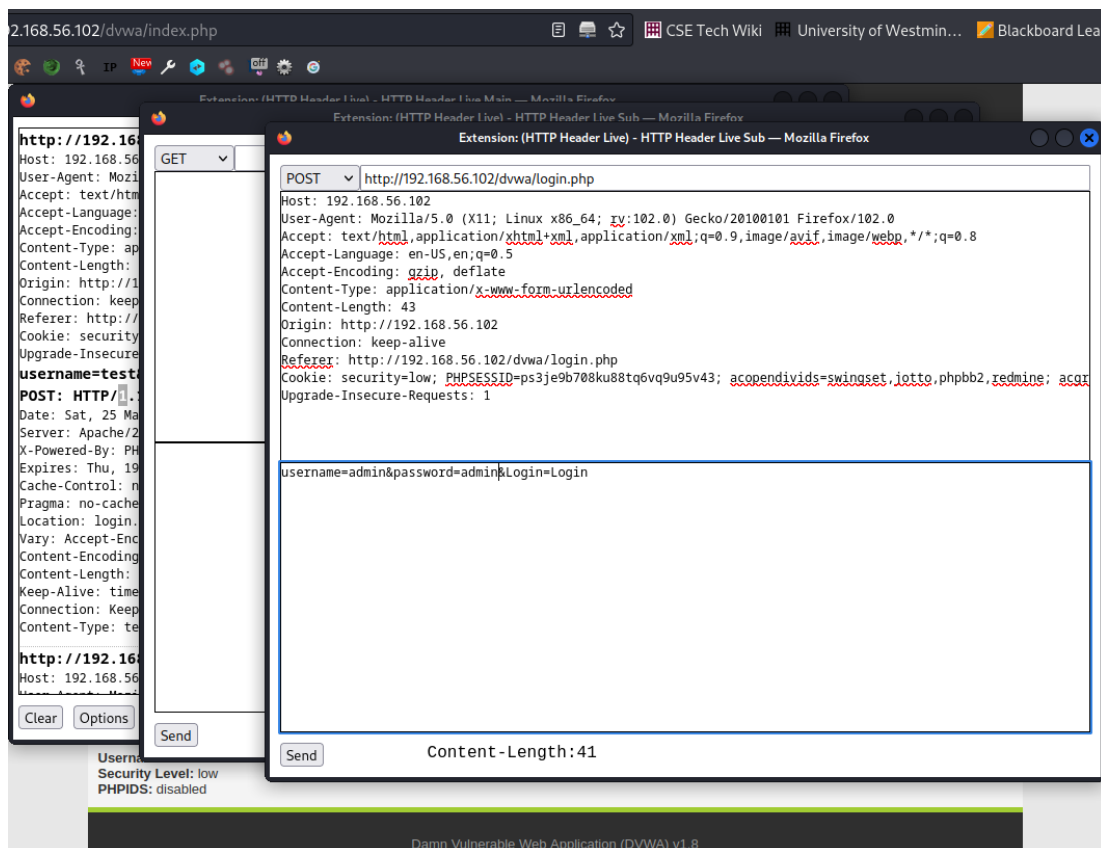 2.168.56.102/dvwa/index.php
CSE Tech Wiki
University of Westmin…
Blackboard Lea
IP
New
off
Extension: (HTTP Header Live) - HTTP Header Live Main — Mozilla Firefox
Extension: (HTTP Header Live) - HTTP Header Live Sub — Mozilla Firefox
Extension: (HTTP Header Live) - HTTP Header Live Sub — Mozilla Firefox
http://192.16
Host: 192.168.56
User-Agent: Mozi
Accept: text/htm
Accept-Language:
Accept-Encoding:
Content-Type: ap
Content-Length:
Origin: http://1
Connection: keep
Referer: http://
Cookie: security
Upgrade-Insecure
username=test&
POST: HTTP/1.
Date: Sat, 25 Ma
Server: Apache/2
X-Powered-By: PH
Expires: Thu, 19
Cache-Control: n
Pragma: no-cache
Location: login.
Vary: Accept-Enc
Content-Encoding
Content-Length:
Keep-Alive: time
Connection: Keep
Content-Type: te
http://192.16
Host: 192.168.56
Clear
Options
GET
Send
POST
http://192.168.56.102/dvwa/login.php
Host: 192.168.56.102
User-Agent: Mozilla/5.0 (X11; Linux x86_64; rv:102.0) Gecko/20100101 Firefox/102.0
Accept: text/html,application/xhtml+xml,application/xml;q=0.9,image/avif,image/webp,*/*;q=0.8
Accept-Language: en-US,en;q=0.5
Accept-Encoding: gzip, deflate
Content-Type: application/x-www-form-urlencoded
Content-Length: 43
Origin: http://192.168.56.102
Connection: keep-alive
Referer: http://192.168.56.102/dvwa/login.php
Cookie: security=low; PHPSESSID=ps3je9b708ku88tq6vq9u95v43; acopendivids=swingset,jotto,phpbb2,redmine; acgr
Upgrade-Insecure-Requests: 1
username=admin&password=admin&Login=Login
Send
Content-Length:41
Userna
Security Level: low
PHPIDS: disabled
Damn Vulnerable Web Application (DVWA) v1.8